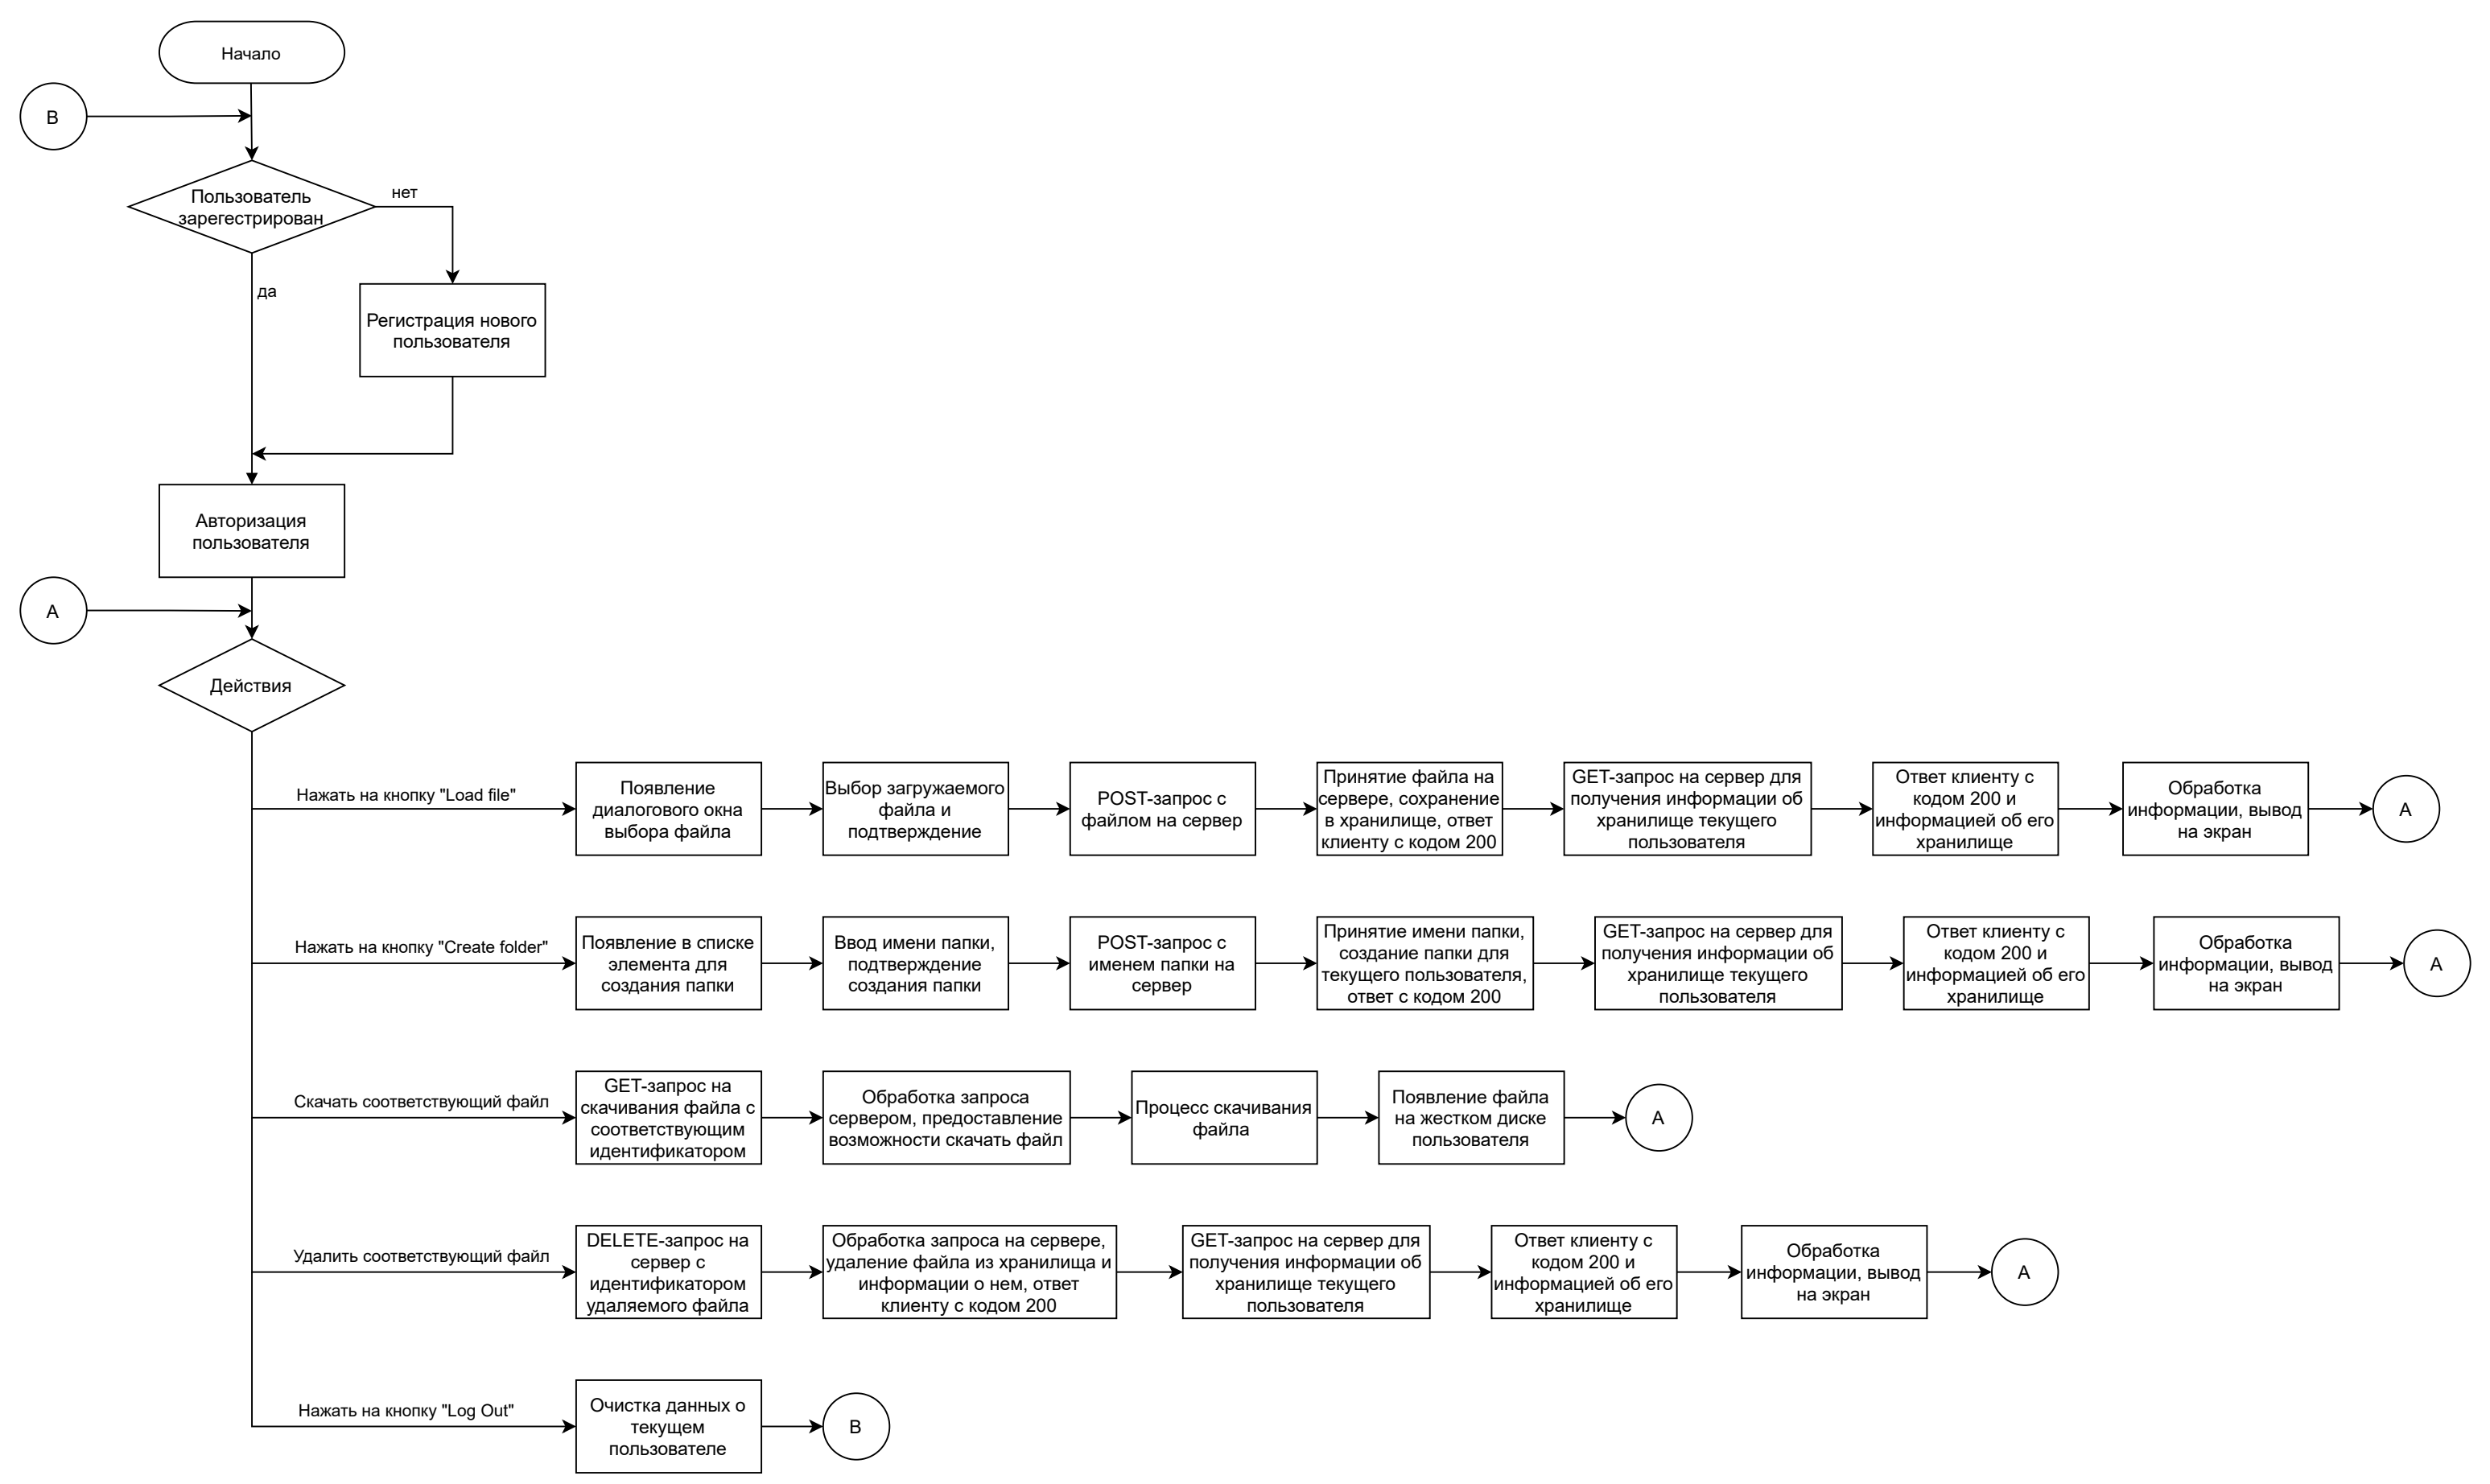 Начало
В
Пользователь
зарегестрирован
нет
да
Регистрация нового
пользователя
Авторизация
пользователя
А
Действия
Нажать на кнопку "Load file"
Появление
диалогового окна
выбора файла
Выбор загружаемого
файла и
подтверждение
POST-запрос с
файлом на сервер
Принятие файла на
сервере, сохранение
в хранилище, ответ
клиенту с кодом 200
GET-запрос на сервер для
получения информации об
хранилище текущего
пользователя
Ответ клиенту с
кодом 200 и
информацией об его
хранилище
Обработка
информации, вывод
на экран
А
Нажать на кнопку "Create folder"
Появление в списке
элемента для
создания папки
Ввод имени папки,
подтверждение
создания папки
POST-запрос с
именем папки на
сервер
Принятие имени папки,
создание папки для
текущего пользователя,
ответ с кодом 200
GET-запрос на сервер для
получения информации об
хранилище текущего
пользователя
Ответ клиенту с
кодом 200 и
информацией об его
хранилище
Обработка
информации, вывод
на экран
А
Скачать соответствующий файл
GET-запрос на
скачивания файла с
соответствующим
идентификатором
Обработка запроса
сервером, предоставление
возможности скачать файл
Процесс скачивания
файла
Появление файла
на жестком диске
пользователя
А
Удалить соответствующий файл
DELETE-запрос на
сервер с
идентификатором
удаляемого файла
Обработка запроса на сервере,
удаление файла из хранилища и
информации о нем, ответ
клиенту с кодом 200
GET-запрос на сервер для
получения информации об
хранилище текущего
пользователя
Ответ клиенту с
кодом 200 и
информацией об его
хранилище
Обработка
информации, вывод
на экран
А
Нажать на кнопку "Log Out"
Очистка данных о
текущем
пользователе
В